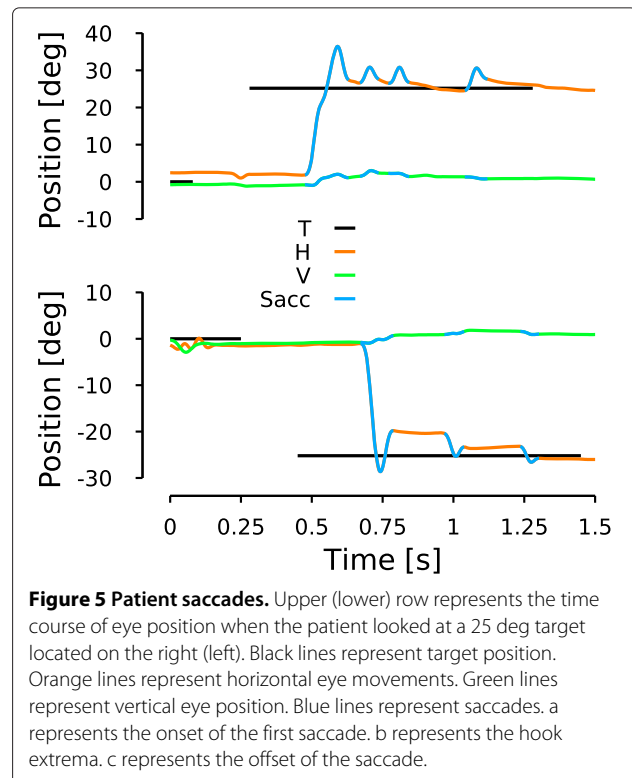 40
30
20
10
0
-10
Position [deg]
T
H
V
Sacc
10
0
-10
-20
-30
Position [deg]
0 0.25 0.5 0.75 1 1.25 1.5
Time [s]
Figure 5 Patient saccades. Upper (lower) row represents the time
course of eye position when the patient looked at a 25 deg target
located on the right (left). Black lines represent target position.
Orange lines represent horizontal eye movements. Green lines
represent vertical eye position. Blue lines represent saccades. a
represents the onset of the first saccade. b represents the hook
extrema. c represents the offset of the saccade.